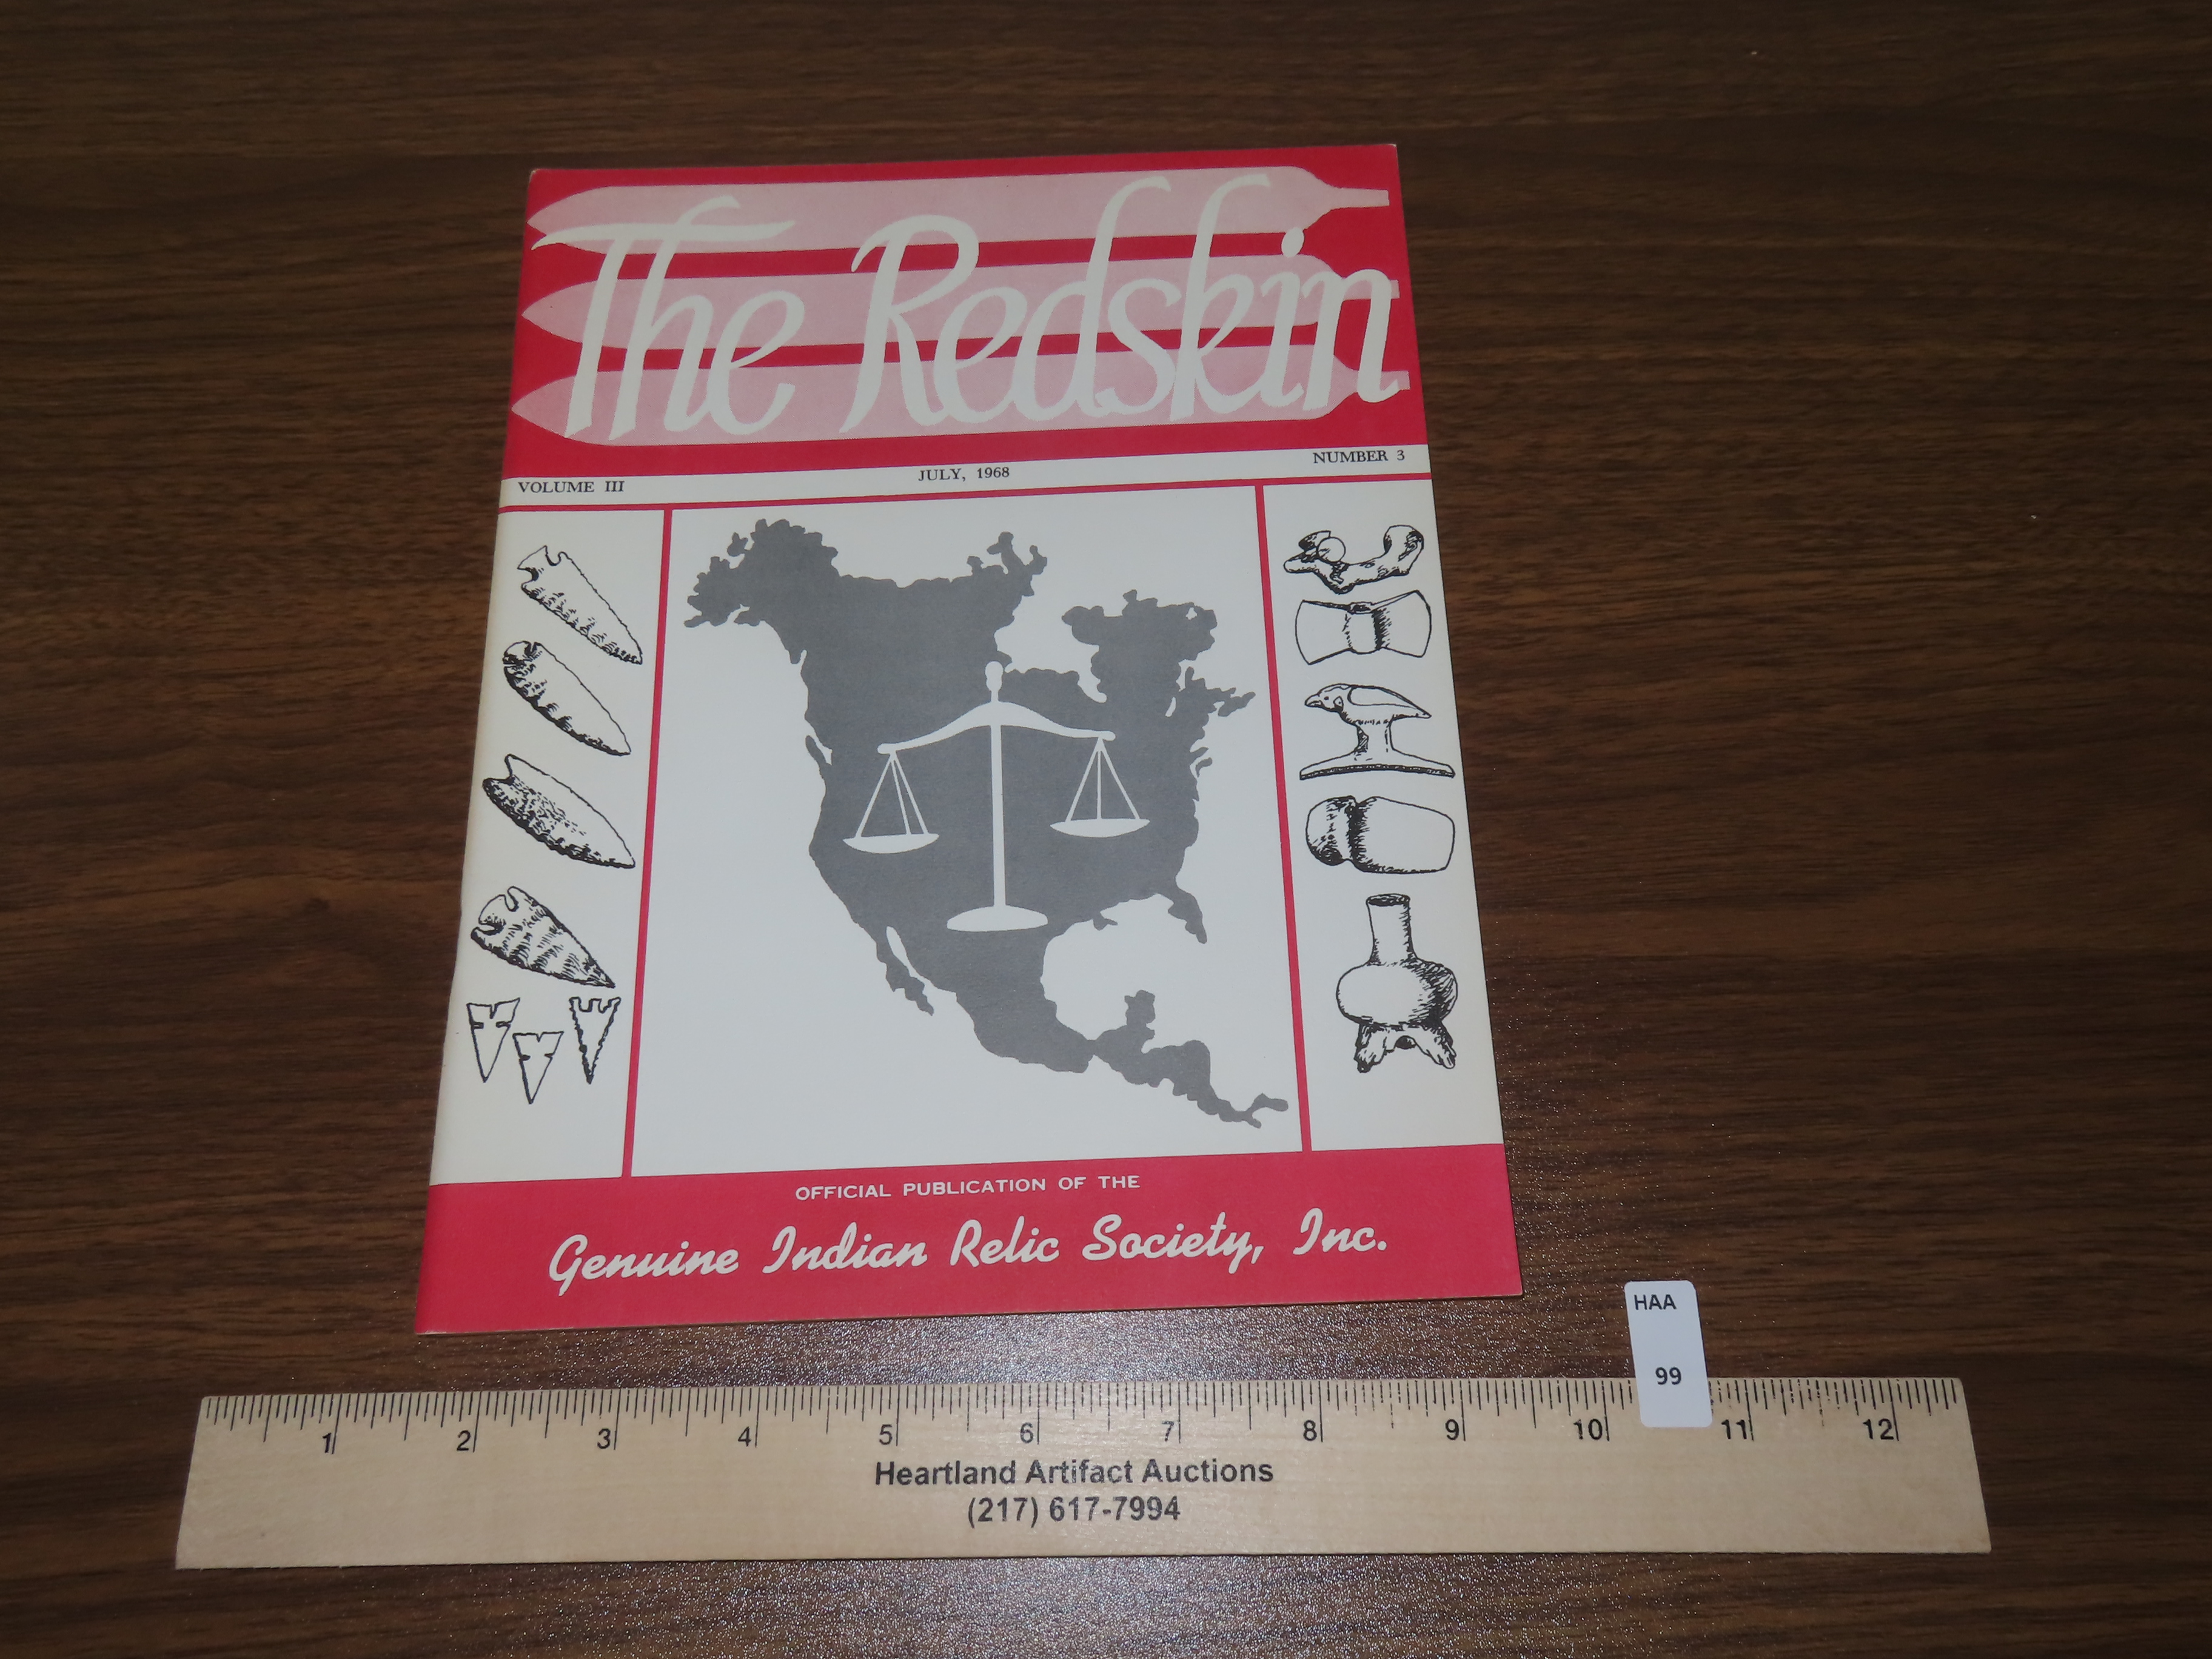 The Redskin
VOLUME III
JULY, 1968
NUMBER 3
OFFICIAL PUBLICATION OF THE
Genuine Indian Relic Society, Inc.
HAA
99
1 2 3 4 5 6 7 8 9 10 11 12
Heartland Artifact Auctions
(217) 617-7994